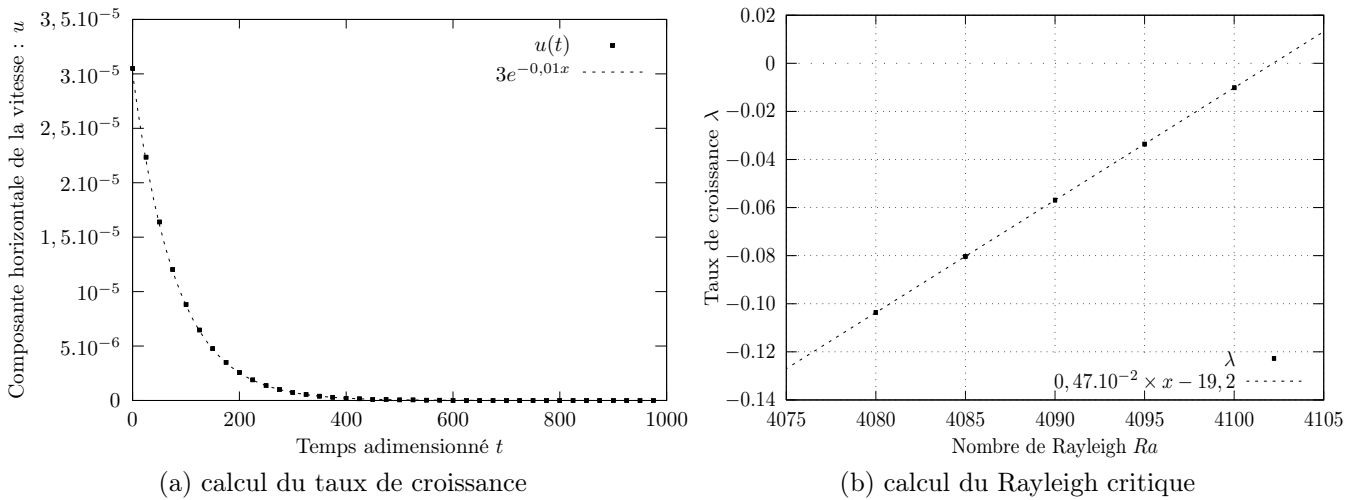 Composante horizontale de la vitesse : u
3,5.10^{-5}
3.10^{-5}
2,5.10^{-5}
2.10^{-5}
1,5.10^{-5}
10^{-5}
5.10^{-6}
0
0 200 400 600 800 1000
Temps adimensionné t
u(t)
3e^{-0,01x}
(a) calcul du taux de croissance
Taux de croissance λ
0.02
0
−0.02
−0.04
−0.06
−0.08
−0.10
−0.12
−0.14
4075 4080 4085 4090 4095 4100 4105
Nombre de Rayleigh Ra
λ
0,47.10^{-2} × x − 19,2
(b) calcul du Rayleigh critique